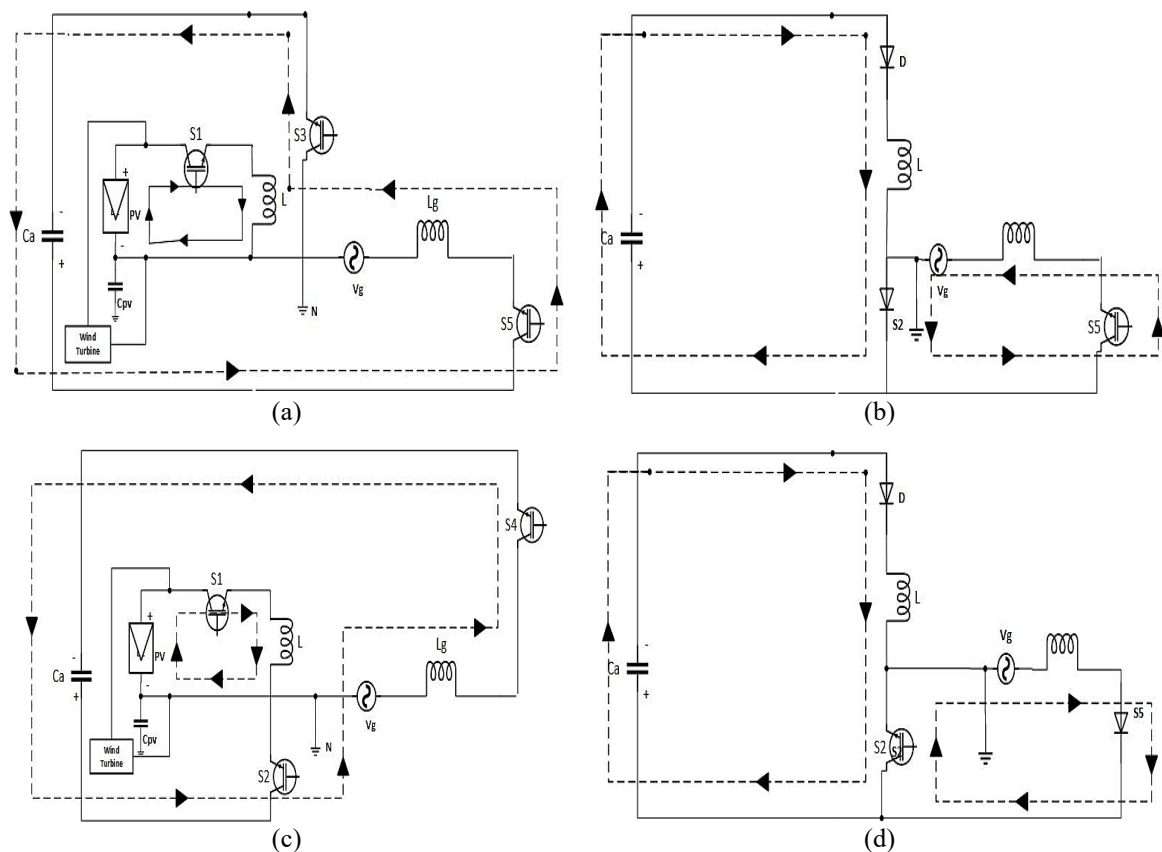 S3
S1
+
PV
L
Lg
-
Ca
+
-
Cpv
Vg
N
Wind
Turbine
S5
(a)
D
L
-
Ca
+
Vg
S2
S5
(b)
S4
S1
+
PV
L
Lg
-
Ca
+
-
Cpv
Vg
N
Wind
Turbine
S2
(c)
D
L
-
Ca
+
Vg
S5
S2
S2
(d)